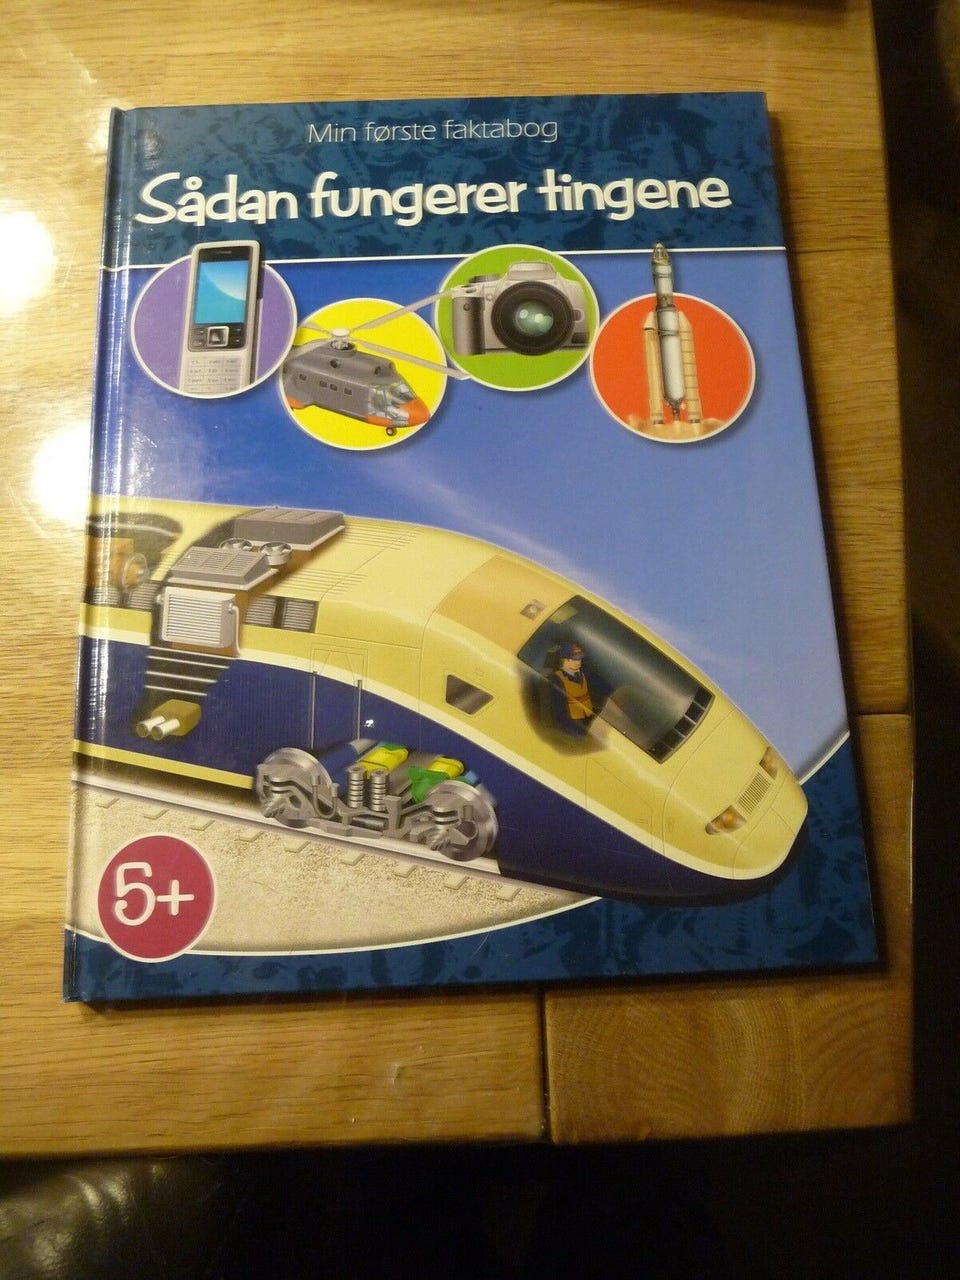 Min første faktabog
Sådan fungerer tingene
5+